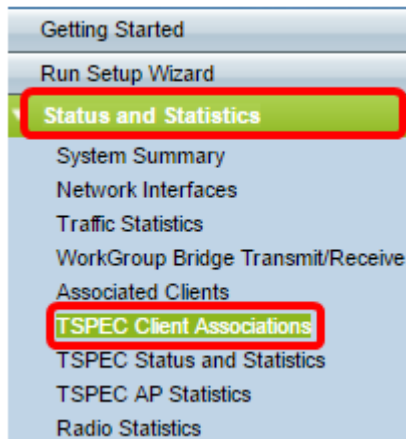 Getting Started
Run Setup Wizard
Status and Statistics
System Summary
Network Interfaces
Traffic Statistics
WorkGroup Bridge Transmit/Receive
Associated Clients
TSPEC Client Associations
TSPEC Status and Statistics
TSPEC AP Statistics
Radio Statistics